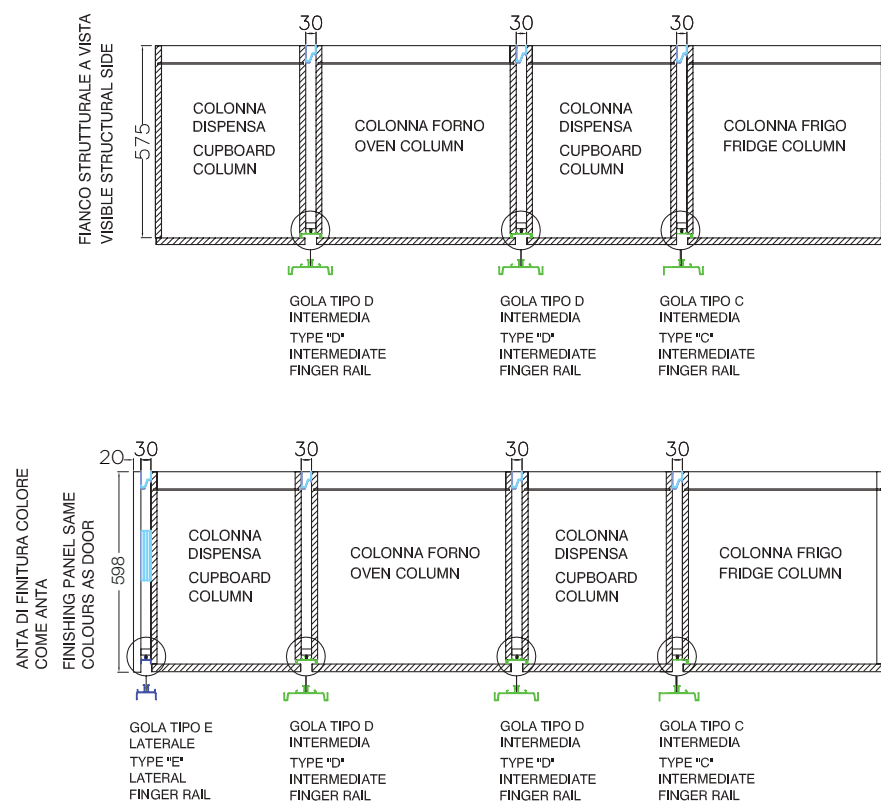 30
30
30
FIANCO STRUTTURALE A VISTA
VISIBLE STRUCTURAL SIDE
575
COLONNA
DISPENSA
CUPBOARD
COLUMN
COLONNA FORNO
OVEN COLUMN
COLONNA
DISPENSA
CUPBOARD
COLUMN
COLONNA FRIGO
FRIDGE COLUMN
GOLA TIPO D
INTERMEDIA
TYPE "D"
INTERMEDIATE
FINGER RAIL
GOLA TIPO D
INTERMEDIA
TYPE "D"
INTERMEDIATE
FINGER RAIL
GOLA TIPO C
INTERMEDIA
TYPE "C"
INTERMEDIATE
FINGER RAIL
20
30
30
30
30
ANTA DI FINITURA COLORE
COME ANTA
FINISHING PANEL SAME
COLOURS AS DOOR
598
COLONNA
DISPENSA
CUPBOARD
COLUMN
COLONNA FORNO
OVEN COLUMN
COLONNA
DISPENSA
CUPBOARD
COLUMN
COLONNA FRIGO
FRIDGE COLUMN
GOLA TIPO E
LATERALE
TYPE "E"
LATERAL
FINGER RAIL
GOLA TIPO D
INTERMEDIA
TYPE "D"
INTERMEDIATE
FINGER RAIL
GOLA TIPO D
INTERMEDIA
TYPE "D"
INTERMEDIATE
FINGER RAIL
GOLA TIPO C
INTERMEDIA
TYPE "C"
INTERMEDIATE
FINGER RAIL